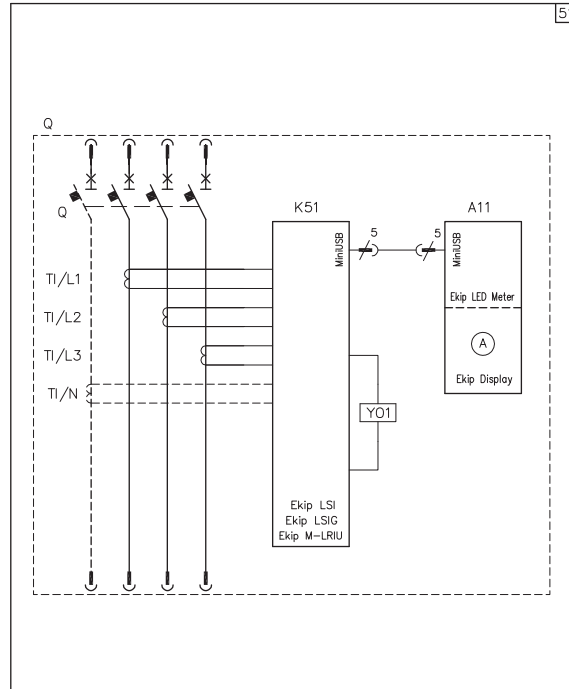 Q
Q
K51
A11
MiniUSB
5
5
MiniUSB
TI/L1
TI/L2
TI/L3
TI/N
Ekip LED Meter
A
Ekip Display
YO1
Ekip LSI
Ekip LSIG
Ekip M-LRIU